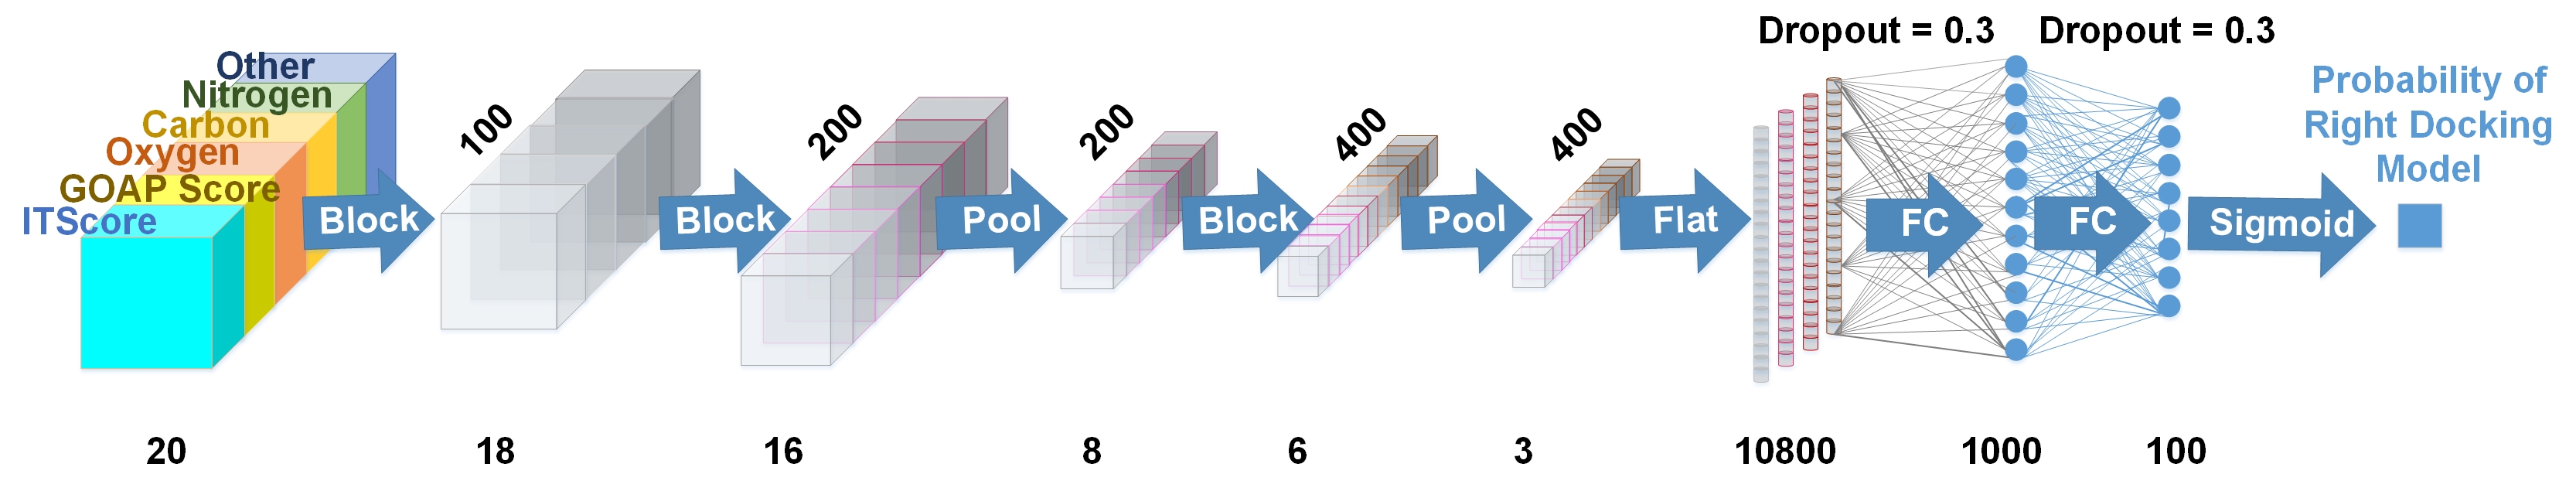 Other
Nitrogen
Carbon
Oxygen
GOAP Score
ITScore
20
Block
100
18
Block
200
16
Pool
200
8
Block
400
6
Pool
400
3
Flat
10800
Dropout = 0.3
FC
1000
Dropout = 0.3
FC
100
Sigmoid
Probability of
Right Docking
Model